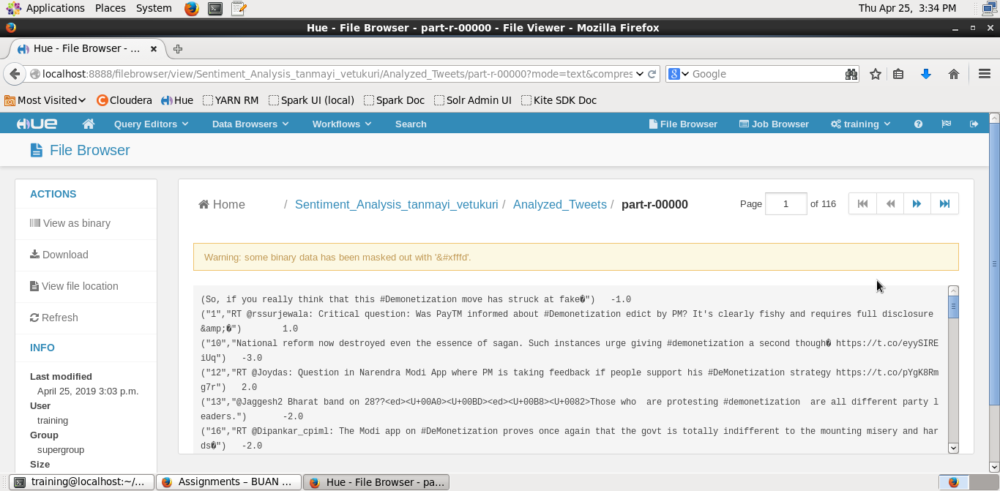 Applications Places System Thu Apr 25, 3:34 PM
Hue - File Browser - part-r-00000 - File Viewer - Mozilla Firefox
Hue - File Browser - ...
localhost:8888/filebrowser/view/Sentiment_Analysis_tanmayi_vetukuri/Analyzed_Tweets/part-r-00000?mode=text&compres Google
Most Visited Cloudera Hue YARN RM Spark UI (local) Spark Doc Solr Admin UI Kite SDK Doc
HUE Query Editors Data Browsers Workflows Search File Browser Job Browser training
File Browser
ACTIONS
View as binary
Download
View file location
Refresh
INFO
Last modified
April 25, 2019 3:03 p.m.
User
training
Group
supergroup
Size
Home / Sentiment_Analysis_tanmayi_vetukuri / Analyzed_Tweets / part-r-00000 Page 1 of 116
Warning: some binary data has been masked out with '&#xfffd'.
(So, if you really think that this #Demonetization move has struck at fake�") -1.0
("1","RT @rssurjewala: Critical question: Was PayTM informed about #Demonetization edict by PM? It's clearly fishy and requires full disclosure
&amp;�") 1.0
("10","National reform now destroyed even the essence of sagan. Such instances urge giving #demonetization a second though� https://t.co/eyySIRE
iUq") -3.0
("12","RT @Joydas: Question in Narendra Modi App where PM is taking feedback if people support his #DeMonetization strategy https://t.co/pYgK8Rm
g7r") 2.0
("13","@Jaggesh2 Bharat band on 28??<ed><U+00A0><U+00BD><ed><U+00B8><U+0082>Those who are protesting #demonetization are all different party l
eaders.") -2.0
("16","RT @Dipankar_cpiml: The Modi app on #DeMonetization proves once again that the govt is totally indifferent to the mounting misery and har
ds�") -2.0
training@localhost:~/... Assignments – BUAN ... Hue - File Browser - pa...